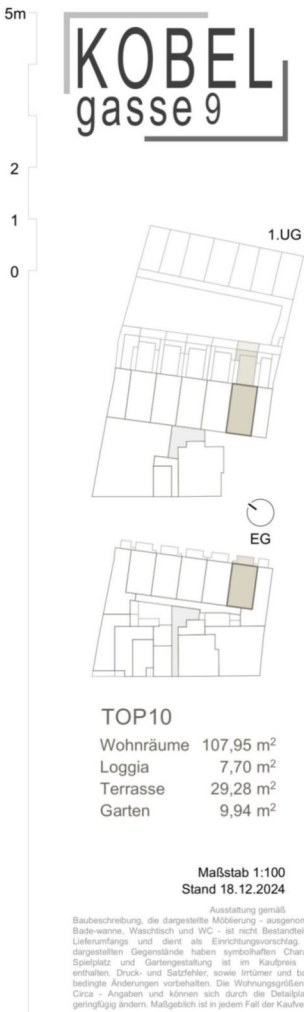 5m
KOBEL
gasse 9
2
1
0
1.UG
EG
TOP10
Wohnräume 107,95 m²
Loggia 7,70 m²
Terrasse 29,28 m²
Garten 9,94 m²
Maßstab 1:100
Stand 18.12.2024
Ausstattung gemäß
Baubeschreibung, die dargestellte Möblierung - ausgenom
Bade-wanne, Waschtisch und WC - ist nicht Bestandteil
Lieferumfangs und dient als Einrichtungsvorschlag.
dargestellten Gegenstände haben symbolhaften Chara
Spielplatz und Gartengestaltung ist im Kaufpreis
enthalten. Druck- und Satzfehler, sowie Irrtümer und ba
bedingte Änderungen vorbehalten. Die Wohnungsgrößen
Circa - Angaben und können sich durch die Detailpla
geringfügig ändern. Maßgeblich ist in jedem Fall der Kaufve